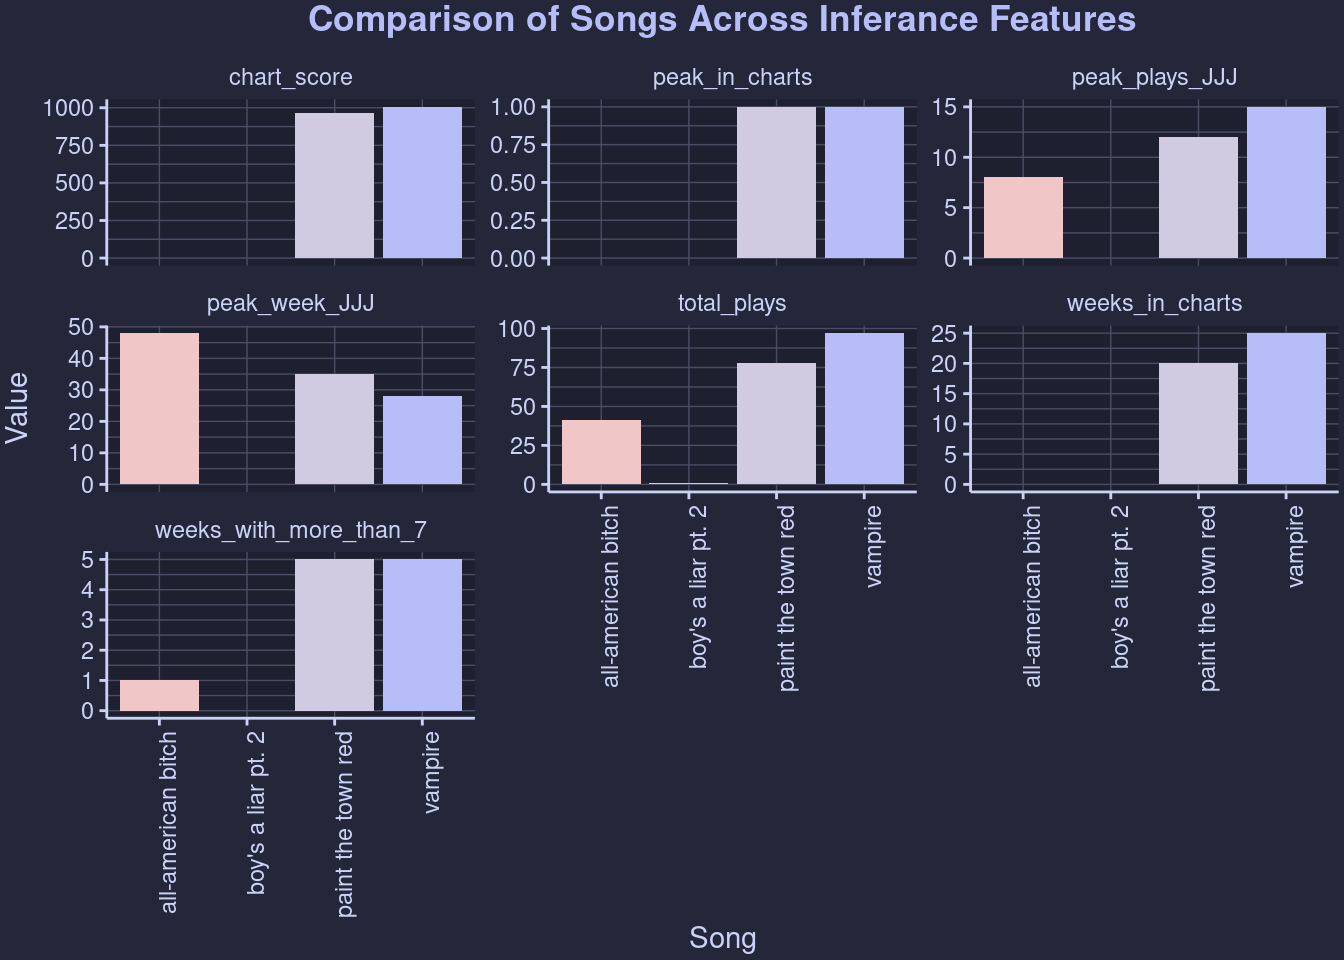 Comparison of Songs Across Inferance Features
chart_score
peak_in_charts
peak_plays_JJJ
1000
750
500
250
0
1.00
0.75
0.50
0.25
0.00
15
10
5
0
peak_week_JJJ
total_plays
weeks_in_charts
50
40
30
20
10
0
100
75
50
25
0
25
20
15
10
5
0
Value
all-american bitch
boy's a liar pt. 2
paint the town red
vampire
all-american bitch
boy's a liar pt. 2
paint the town red
vampire
weeks_with_more_than_7
5
4
3
2
1
0
all-american bitch
boy's a liar pt. 2
paint the town red
vampire
Song